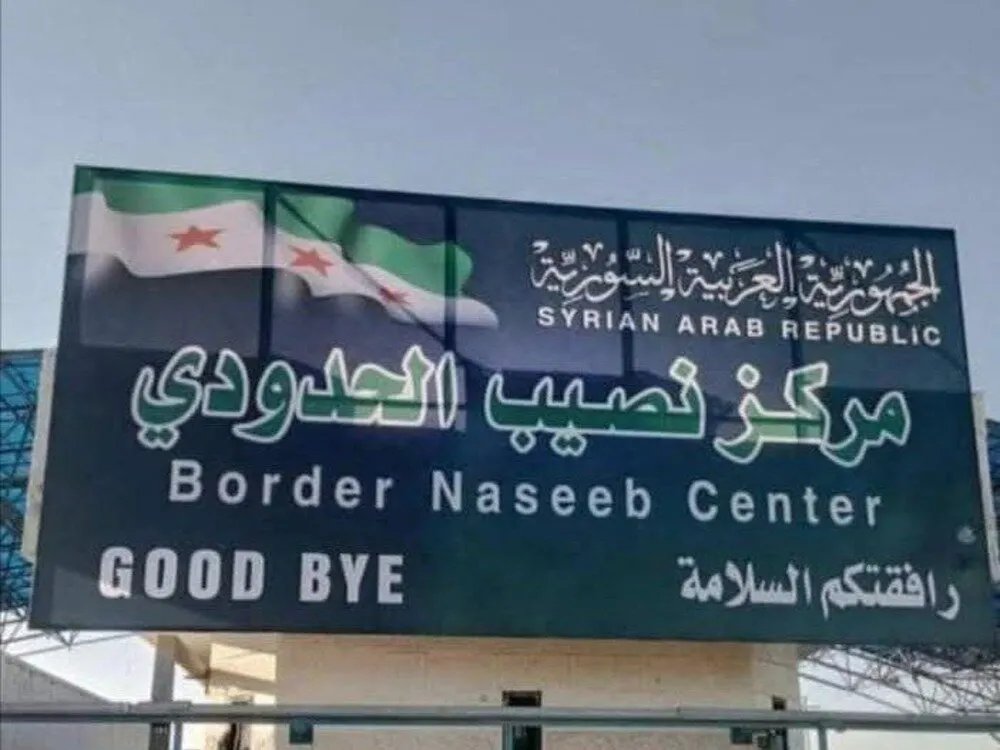 الجمهورية العربية السورية
SYRIAN ARAB REPUBLIC
مركز نصيب الحدودي
Border Naseeb Center
GOOD BYE
رافقتكم السلامة